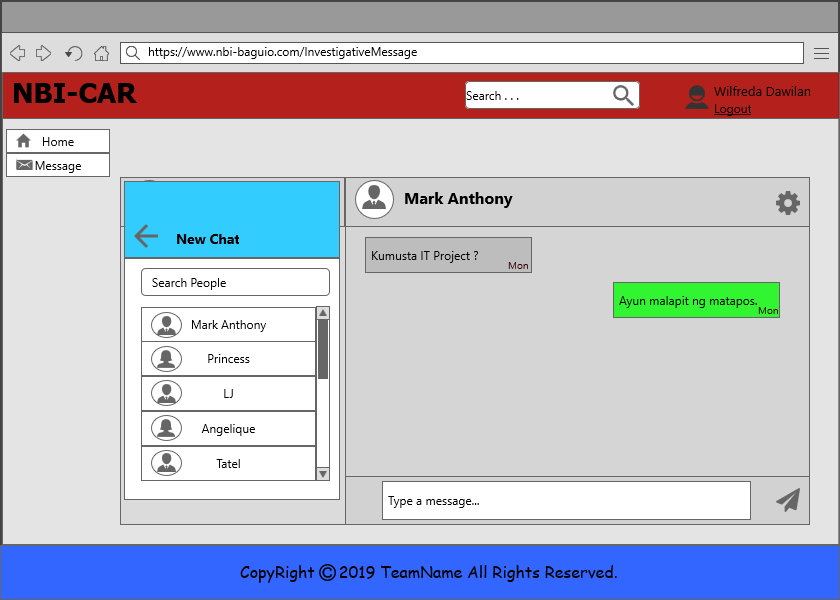 https://www.nbi-baguio.com/InvestigativeMessage
NBI-CAR
Search . . .
Wilfreda Dawilan
Logout
Home
Message
New Chat
Search People
Mark Anthony
Princess
LJ
Angelique
Tatel
Mark Anthony
Kumusta IT Project ?
Mon
Ayun malapit ng matapos.
Mon
Type a message...
CopyRight © 2019 TeamName All Rights Reserved.